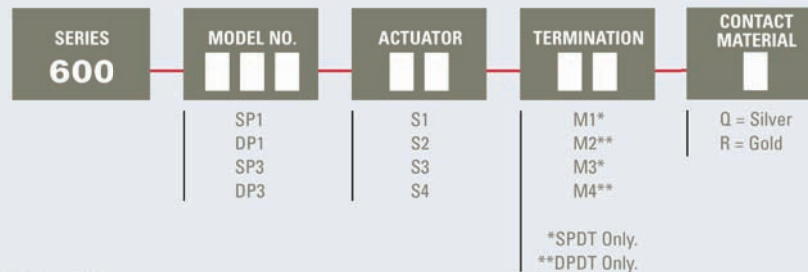 SERIES
600
MODEL NO.
ACTUATOR
TERMINATION
CONTACT
MATERIAL
SP1
DP1
SP3
DP3
S1
S2
S3
S4
M1*
M2**
M3*
M4**
*SPDT Only.
**DPDT Only.
Q = Silver
R = Gold